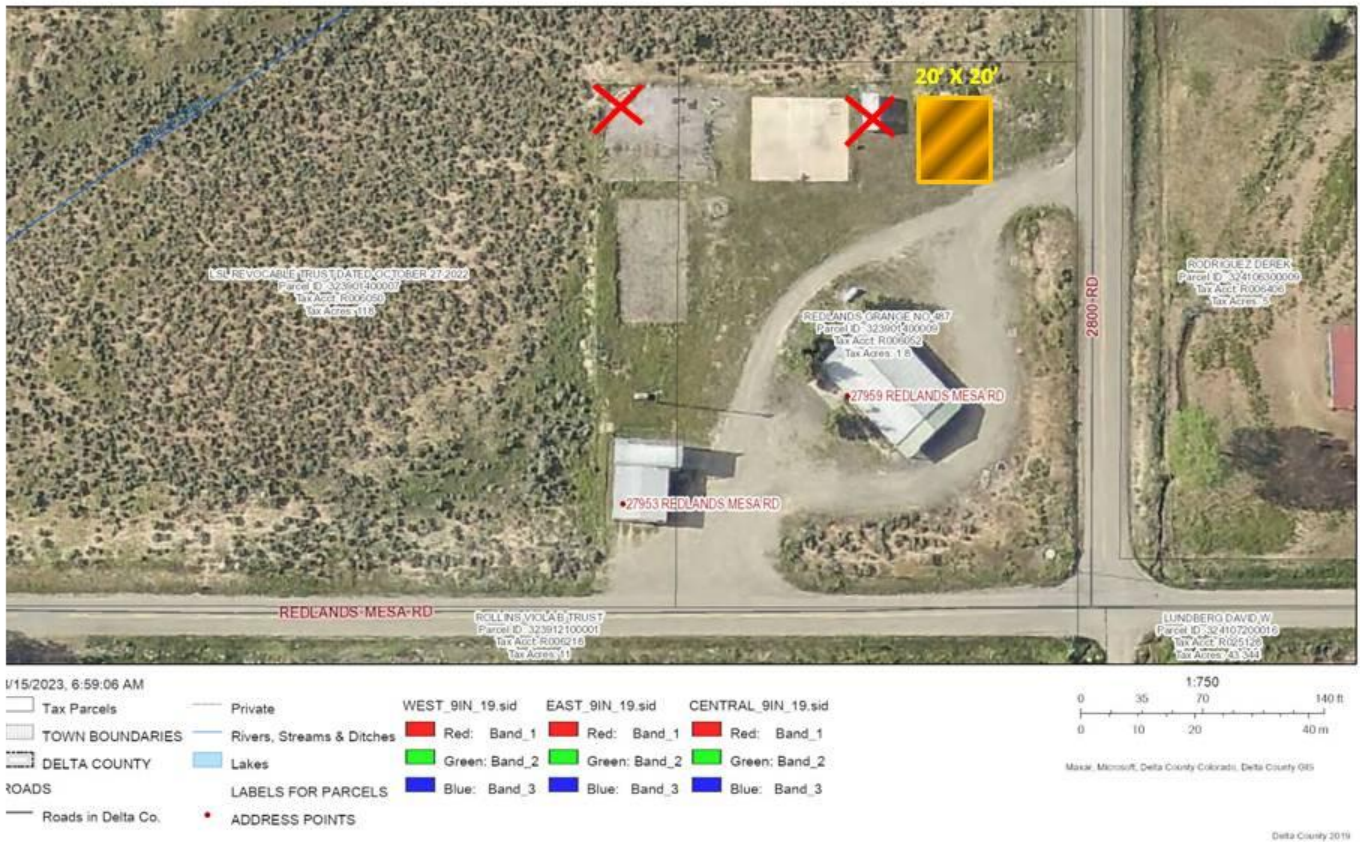 20' X 20'
LSL REVOCABLE TRUST DATED OCTOBER 27 2022
Parcel ID: 323901400007
Tax Acct: R006050
Tax Acres: 118
RODRIGUEZ DEREK
Parcel ID: 324106300009
Tax Acct: R006406
Tax Acres: 5
2800 RD
REDLANDS GRANGE NO 487
Parcel ID: 323901400009
Tax Acct: R006052
Tax Acres: 1.8
27959 REDLANDS MESA RD
27953 REDLANDS MESA RD
REDLANDS MESA RD
ROLLINS VIOLA B TRUST
Parcel ID: 323912100001
Tax Acct: R006218
Tax Acres: 11
LUNDBERG DAVID W
Parcel ID: 324107200016
Tax Acct: R025128
Tax Acres: 43.344
/15/2023, 6:59:06 AM
Tax Parcels
TOWN BOUNDARIES
DELTA COUNTY
ROADS
Roads in Delta Co.
Private
Rivers, Streams & Ditches
Lakes
LABELS FOR PARCELS
ADDRESS POINTS
WEST_9IN_19.sid
Red: Band_1
Green: Band_2
Blue: Band_3
EAST_9IN_19.sid
Red: Band_1
Green: Band_2
Blue: Band_3
CENTRAL_9IN_19.sid
Red: Band_1
Green: Band_2
Blue: Band_3
1:750
0 35 70 140 ft
0 10 20 40 m
Maxar, Microsoft, Delta County Colorado, Delta County GIS
Delta County 2019